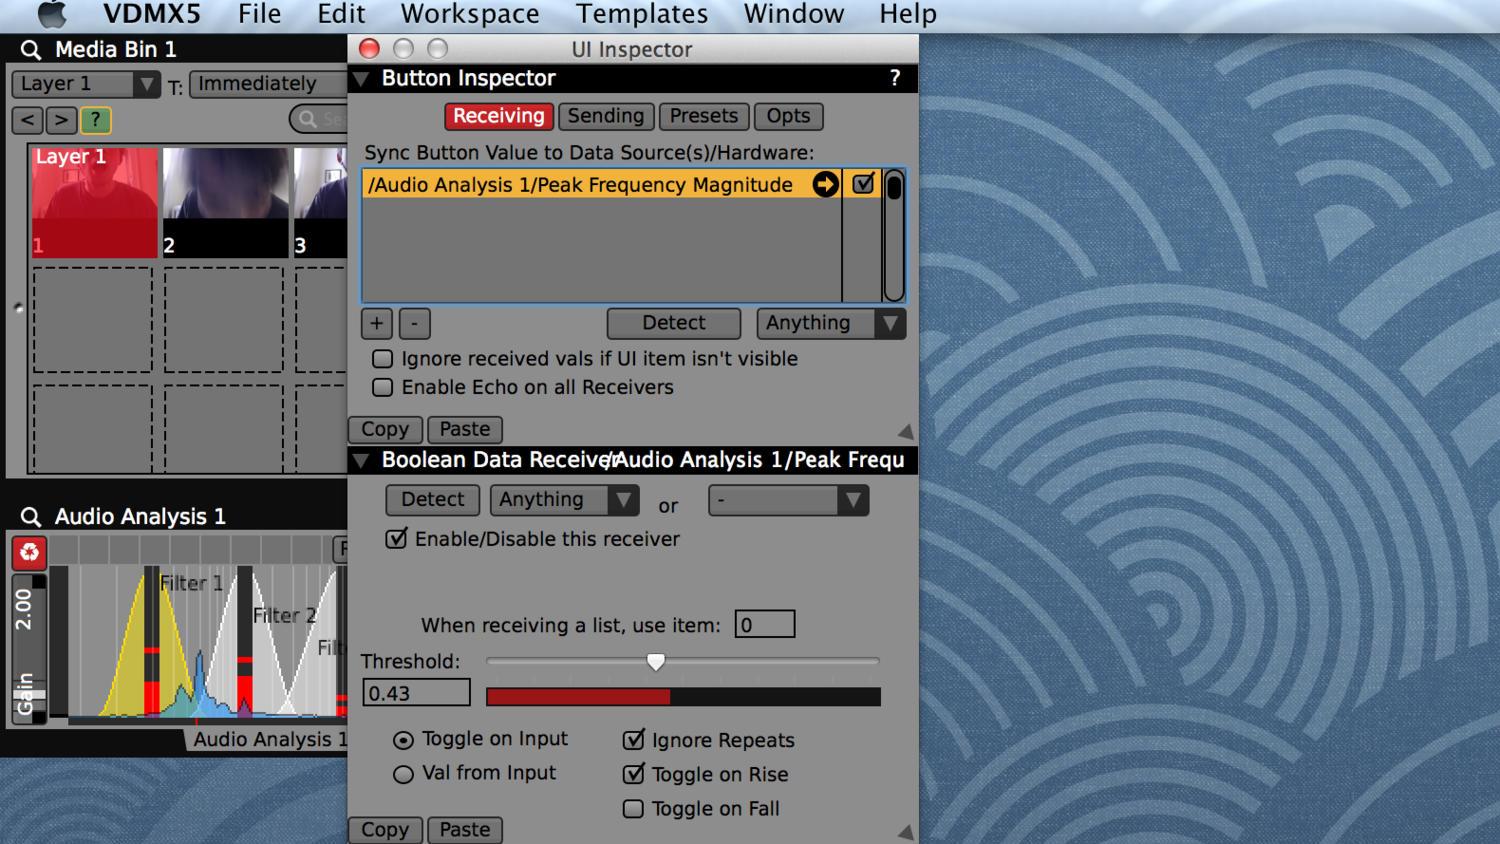 VDMX5 File Edit Workspace Templates Window Help
Media Bin 1
Layer 1 T: Immediately
< > ?
Layer 1
1 2 3
Audio Analysis 1
2.00
Gain
Filter 1
Filter 2
Filt
Audio Analysis 1
UI Inspector
Button Inspector ?
Receiving Sending Presets Opts
Sync Button Value to Data Source(s)/Hardware:
/Audio Analysis 1/Peak Frequency Magnitude
+ - Detect Anything
Ignore received vals if UI item isn't visible
Enable Echo on all Receivers
Copy Paste
Boolean Data Receiver /Audio Analysis 1/Peak Frequ
Detect Anything or -
Enable/Disable this receiver
When receiving a list, use item: 0
Threshold:
0.43
Toggle on Input Ignore Repeats
Val from Input Toggle on Rise
Toggle on Fall
Copy Paste